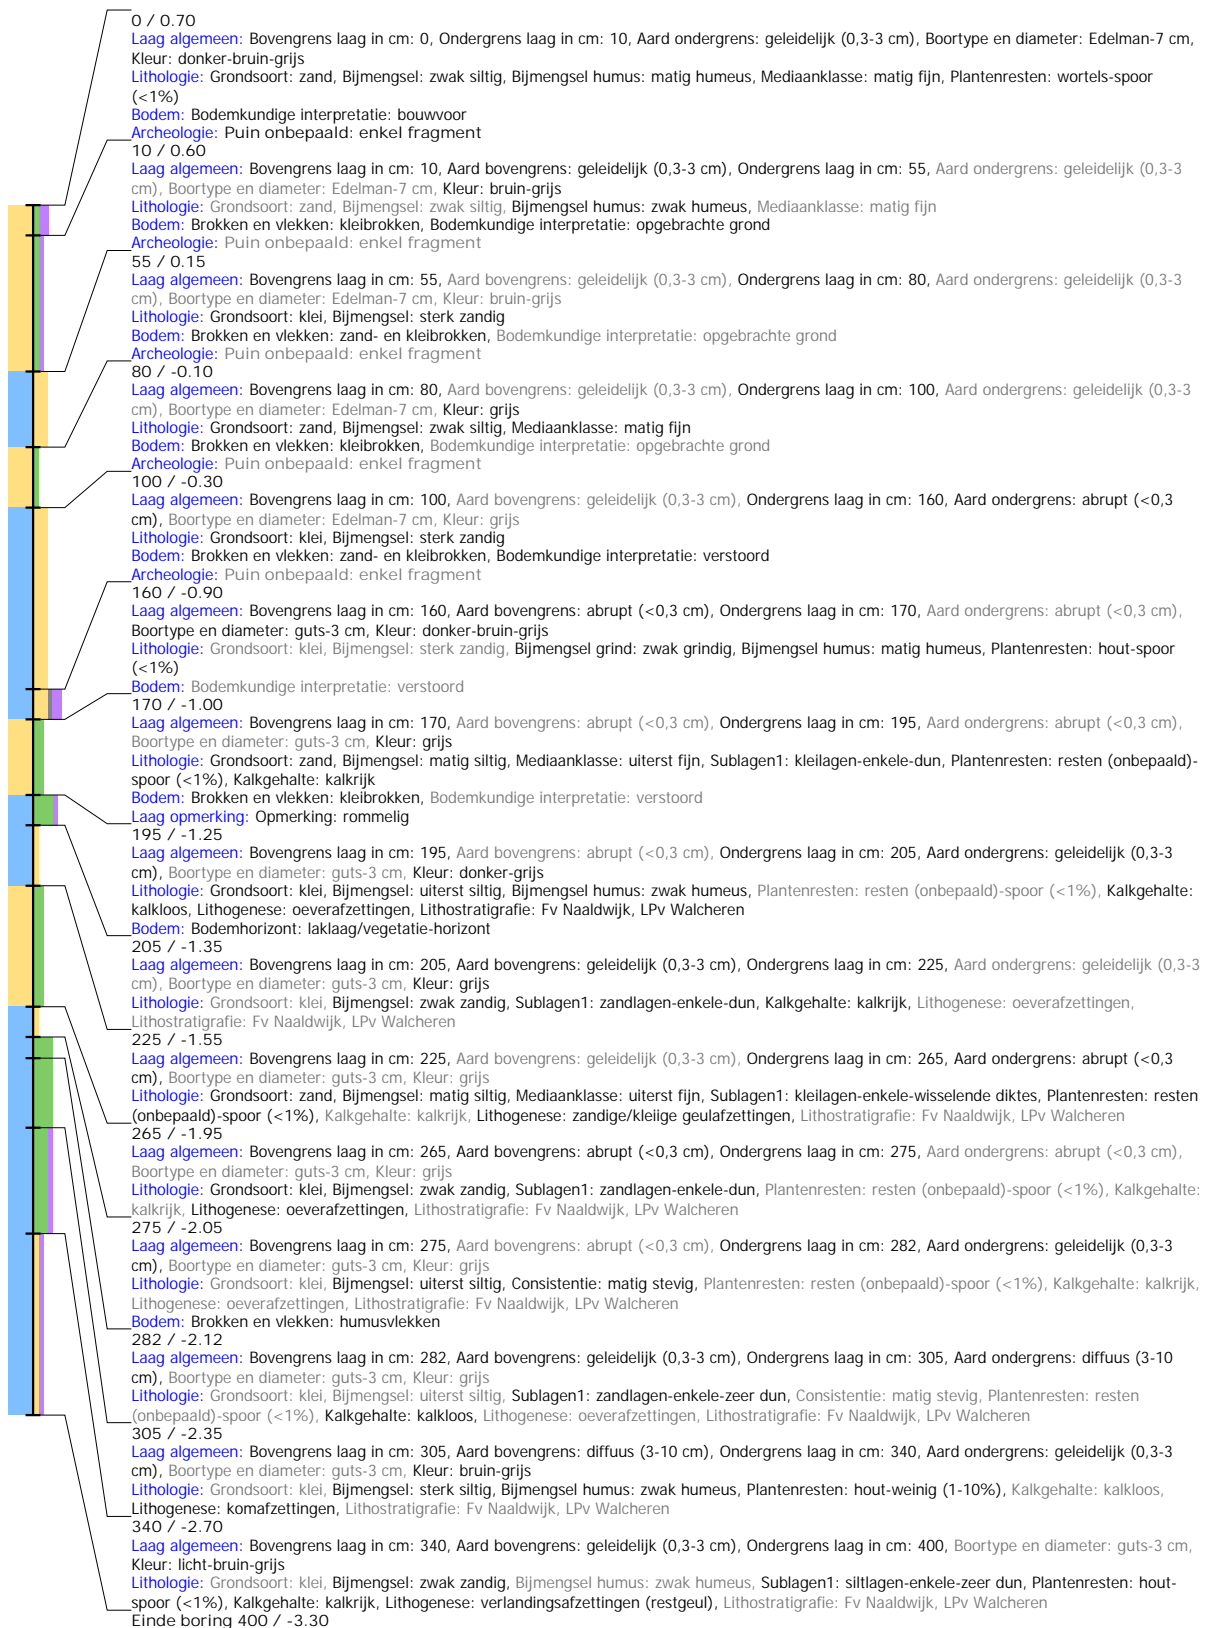 0 / 0.70
Laag algemeen: Bovengrens laag in cm: 0, Ondergrens laag in cm: 10, Aard ondergrens: geleidelijk (0,3-3 cm), Boortype en diameter: Edelman-7 cm,
Kleur: donker-bruin-grijs
Lithologie: Grondsoort: zand, Bijmengsel: zwak siltig, Bijmengsel humus: matig humeus, Mediaanklasse: matig fijn, Plantenresten: wortels-spoor
(<1%)
Bodem: Bodemkundige interpretatie: bouwvoor
Archeologie: Puin onbepaald: enkel fragment
10 / 0.60
Laag algemeen: Bovengrens laag in cm: 10, Aard bovengrens: geleidelijk (0,3-3 cm), Ondergrens laag in cm: 55, Aard ondergrens: geleidelijk (0,3-3
cm), Boortype en diameter: Edelman-7 cm, Kleur: bruin-grijs
Lithologie: Grondsoort: zand, Bijmengsel: zwak siltig, Bijmengsel humus: zwak humeus, Mediaanklasse: matig fijn
Bodem: Brokken en vlekken: kleibrokken, Bodemkundige interpretatie: opgebrachte grond
Archeologie: Puin onbepaald: enkel fragment
55 / 0.15
Laag algemeen: Bovengrens laag in cm: 55, Aard bovengrens: geleidelijk (0,3-3 cm), Ondergrens laag in cm: 80, Aard ondergrens: geleidelijk (0,3-3
cm), Boortype en diameter: Edelman-7 cm, Kleur: bruin-grijs
Lithologie: Grondsoort: klei, Bijmengsel: sterk zandig
Bodem: Brokken en vlekken: zand- en kleibrokken, Bodemkundige interpretatie: opgebrachte grond
Archeologie: Puin onbepaald: enkel fragment
80 / -0.10
Laag algemeen: Bovengrens laag in cm: 80, Aard bovengrens: geleidelijk (0,3-3 cm), Ondergrens laag in cm: 100, Aard ondergrens: geleidelijk (0,3-3
cm), Boortype en diameter: Edelman-7 cm, Kleur: grijs
Lithologie: Grondsoort: zand, Bijmengsel: zwak siltig, Mediaanklasse: matig fijn
Bodem: Brokken en vlekken: kleibrokken, Bodemkundige interpretatie: opgebrachte grond
Archeologie: Puin onbepaald: enkel fragment
100 / -0.30
Laag algemeen: Bovengrens laag in cm: 100, Aard bovengrens: geleidelijk (0,3-3 cm), Ondergrens laag in cm: 160, Aard ondergrens: abrupt (<0,3
cm), Boortype en diameter: Edelman-7 cm, Kleur: grijs
Lithologie: Grondsoort: klei, Bijmengsel: sterk zandig
Bodem: Brokken en vlekken: zand- en kleibrokken, Bodemkundige interpretatie: verstoord
Archeologie: Puin onbepaald: enkel fragment
160 / -0.90
Laag algemeen: Bovengrens laag in cm: 160, Aard bovengrens: abrupt (<0,3 cm), Ondergrens laag in cm: 170, Aard ondergrens: abrupt (<0,3 cm),
Boortype en diameter: guts-3 cm, Kleur: donker-bruin-grijs
Lithologie: Grondsoort: klei, Bijmengsel: sterk zandig, Bijmengsel grind: zwak grindig, Bijmengsel humus: matig humeus, Plantenresten: hout-spoor
(<1%)
Bodem: Bodemkundige interpretatie: verstoord
170 / -1.00
Laag algemeen: Bovengrens laag in cm: 170, Aard bovengrens: abrupt (<0,3 cm), Ondergrens laag in cm: 195, Aard ondergrens: abrupt (<0,3 cm),
Boortype en diameter: guts-3 cm, Kleur: grijs
Lithologie: Grondsoort: zand, Bijmengsel: matig siltig, Mediaanklasse: uiterst fijn, Sublagen1: kleilagen-enkele-dun, Plantenresten: resten (onbepaald)-
spoor (<1%), Kalkgehalte: kalkrijk
Bodem: Brokken en vlekken: kleibrokken, Bodemkundige interpretatie: verstoord
Laag opmerking: Opmerking: rommelig
195 / -1.25
Laag algemeen: Bovengrens laag in cm: 195, Aard bovengrens: abrupt (<0,3 cm), Ondergrens laag in cm: 205, Aard ondergrens: geleidelijk (0,3-3
cm), Boortype en diameter: guts-3 cm, Kleur: donker-grijs
Lithologie: Grondsoort: klei, Bijmengsel: uiterst siltig, Bijmengsel humus: zwak humeus, Plantenresten: resten (onbepaald)-spoor (<1%), Kalkgehalte:
kalkloos, Lithogenese: oeverafzettingen, Lithostratigrafie: Fv Naaldwijk, LPv Walcheren
Bodem: Bodemhorizont: laklaag/vegetatie-horizont
205 / -1.35
Laag algemeen: Bovengrens laag in cm: 205, Aard bovengrens: geleidelijk (0,3-3 cm), Ondergrens laag in cm: 225, Aard ondergrens: geleidelijk (0,3-3
cm), Boortype en diameter: guts-3 cm, Kleur: grijs
Lithologie: Grondsoort: klei, Bijmengsel: zwak zandig, Sublagen1: zandlagen-enkele-dun, Kalkgehalte: kalkrijk, Lithogenese: oeverafzettingen,
Lithostratigrafie: Fv Naaldwijk, LPv Walcheren
225 / -1.55
Laag algemeen: Bovengrens laag in cm: 225, Aard bovengrens: geleidelijk (0,3-3 cm), Ondergrens laag in cm: 265, Aard ondergrens: abrupt (<0,3
cm), Boortype en diameter: guts-3 cm, Kleur: grijs
Lithologie: Grondsoort: zand, Bijmengsel: matig siltig, Mediaanklasse: uiterst fijn, Sublagen1: kleilagen-enkele-wisselende diktes, Plantenresten: resten
(onbepaald)-spoor (<1%), Kalkgehalte: kalkrijk, Lithogenese: zandige/kleiige geulafzettingen, Lithostratigrafie: Fv Naaldwijk, LPv Walcheren
265 / -1.95
Laag algemeen: Bovengrens laag in cm: 265, Aard bovengrens: abrupt (<0,3 cm), Ondergrens laag in cm: 275, Aard ondergrens: abrupt (<0,3 cm),
Boortype en diameter: guts-3 cm, Kleur: grijs
Lithologie: Grondsoort: klei, Bijmengsel: zwak zandig, Sublagen1: zandlagen-enkele-dun, Plantenresten: resten (onbepaald)-spoor (<1%), Kalkgehalte:
kalkrijk, Lithogenese: oeverafzettingen, Lithostratigrafie: Fv Naaldwijk, LPv Walcheren
275 / -2.05
Laag algemeen: Bovengrens laag in cm: 275, Aard bovengrens: abrupt (<0,3 cm), Ondergrens laag in cm: 282, Aard ondergrens: geleidelijk (0,3-3
cm), Boortype en diameter: guts-3 cm, Kleur: grijs
Lithologie: Grondsoort: klei, Bijmengsel: uiterst siltig, Consistentie: matig stevig, Plantenresten: resten (onbepaald)-spoor (<1%), Kalkgehalte: kalkrijk,
Lithogenese: oeverafzettingen, Lithostratigrafie: Fv Naaldwijk, LPv Walcheren
Bodem: Brokken en vlekken: humusvlekken
282 / -2.12
Laag algemeen: Bovengrens laag in cm: 282, Aard bovengrens: geleidelijk (0,3-3 cm), Ondergrens laag in cm: 305, Aard ondergrens: diffuus (3-10
cm), Boortype en diameter: guts-3 cm, Kleur: grijs
Lithologie: Grondsoort: klei, Bijmengsel: uiterst siltig, Sublagen1: zandlagen-enkele-zeer dun, Consistentie: matig stevig, Plantenresten: resten
(onbepaald)-spoor (<1%), Kalkgehalte: kalkloos, Lithogenese: oeverafzettingen, Lithostratigrafie: Fv Naaldwijk, LPv Walcheren
305 / -2.35
Laag algemeen: Bovengrens laag in cm: 305, Aard bovengrens: diffuus (3-10 cm), Ondergrens laag in cm: 340, Aard ondergrens: geleidelijk (0,3-3
cm), Boortype en diameter: guts-3 cm, Kleur: bruin-grijs
Lithologie: Grondsoort: klei, Bijmengsel: sterk siltig, Bijmengsel humus: zwak humeus, Plantenresten: hout-weinig (1-10%), Kalkgehalte: kalkloos,
Lithogenese: komafzettingen, Lithostratigrafie: Fv Naaldwijk, LPv Walcheren
340 / -2.70
Laag algemeen: Bovengrens laag in cm: 340, Aard bovengrens: geleidelijk (0,3-3 cm), Ondergrens laag in cm: 400, Boortype en diameter: guts-3 cm,
Kleur: licht-bruin-grijs
Lithologie: Grondsoort: klei, Bijmengsel: zwak zandig, Bijmengsel humus: zwak humeus, Sublagen1: siltlagen-enkele-zeer dun, Plantenresten: hout-
spoor (<1%), Kalkgehalte: kalkrijk, Lithogenese: verlandingsafzettingen (restgeul), Lithostratigrafie: Fv Naaldwijk, LPv Walcheren
Einde boring 400 / -3.30